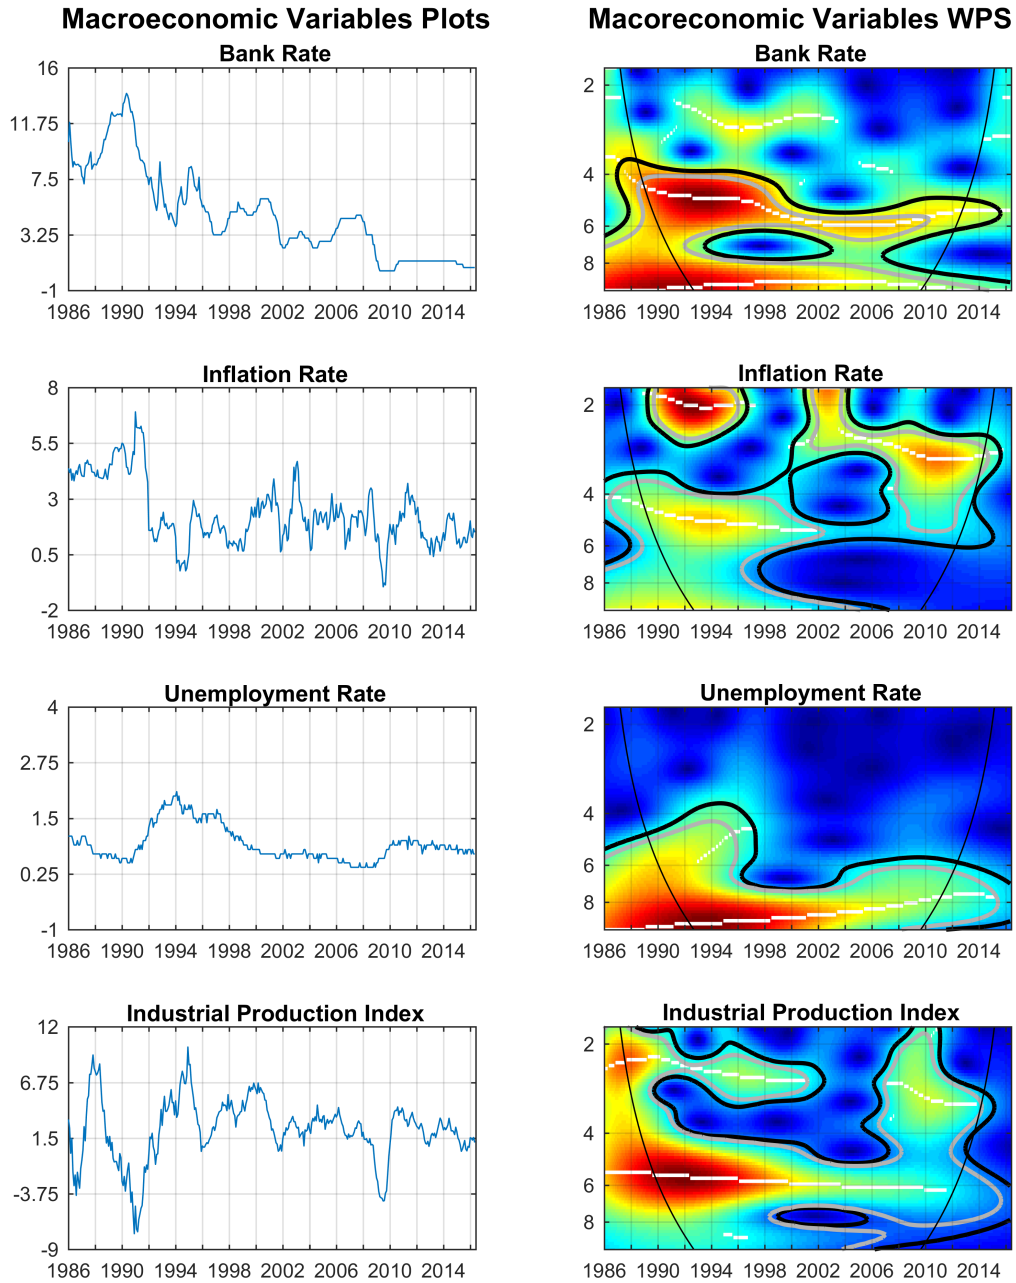 Macroeconomic Variables Plots
Macoreconomic Variables WPS
Bank Rate
16
11.75
7.5
3.25
-1
1986 1990 1994 1998 2002 2006 2010 2014
Bank Rate
2
4
6
8
1986 1990 1994 1998 2002 2006 2010 2014
Inflation Rate
8
5.5
3
0.5
-2
1986 1990 1994 1998 2002 2006 2010 2014
Inflation Rate
2
4
6
8
1986 1990 1994 1998 2002 2006 2010 2014
Unemployment Rate
4
2.75
1.5
0.25
-1
1986 1990 1994 1998 2002 2006 2010 2014
Unemployment Rate
2
4
6
8
1986 1990 1994 1998 2002 2006 2010 2014
Industrial Production Index
12
6.75
1.5
-3.75
-9
1986 1990 1994 1998 2002 2006 2010 2014
Industrial Production Index
2
4
6
8
1986 1990 1994 1998 2002 2006 2010 2014